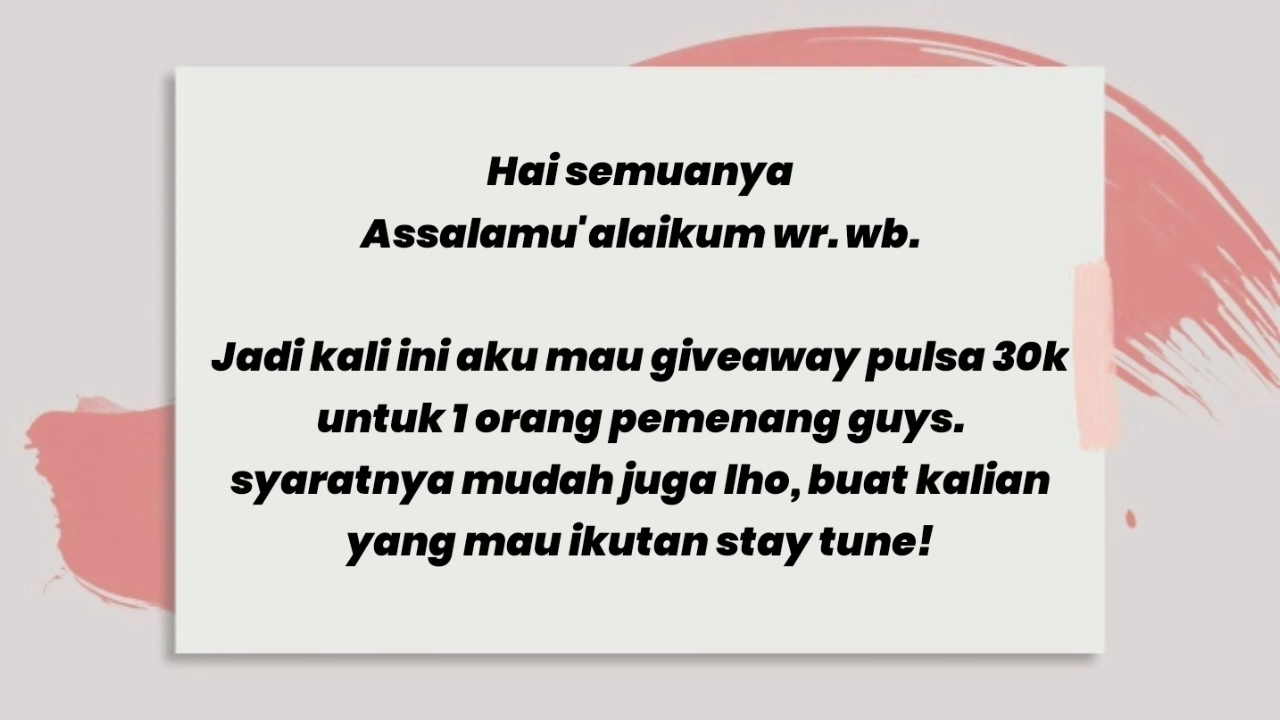 Hai semuanya
Assalamu'alaikum wr. wb.
Jadi kali ini aku mau giveaway pulsa 30k
untuk 1 orang pemenang guys.
syaratnya mudah juga lho, buat kalian
yang mau ikutan stay tune!